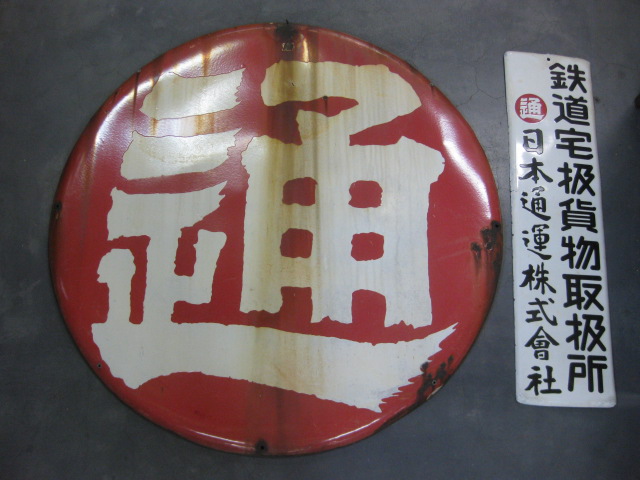 通
鉄道宅扱貨物取扱所
通 日本通運株式會社